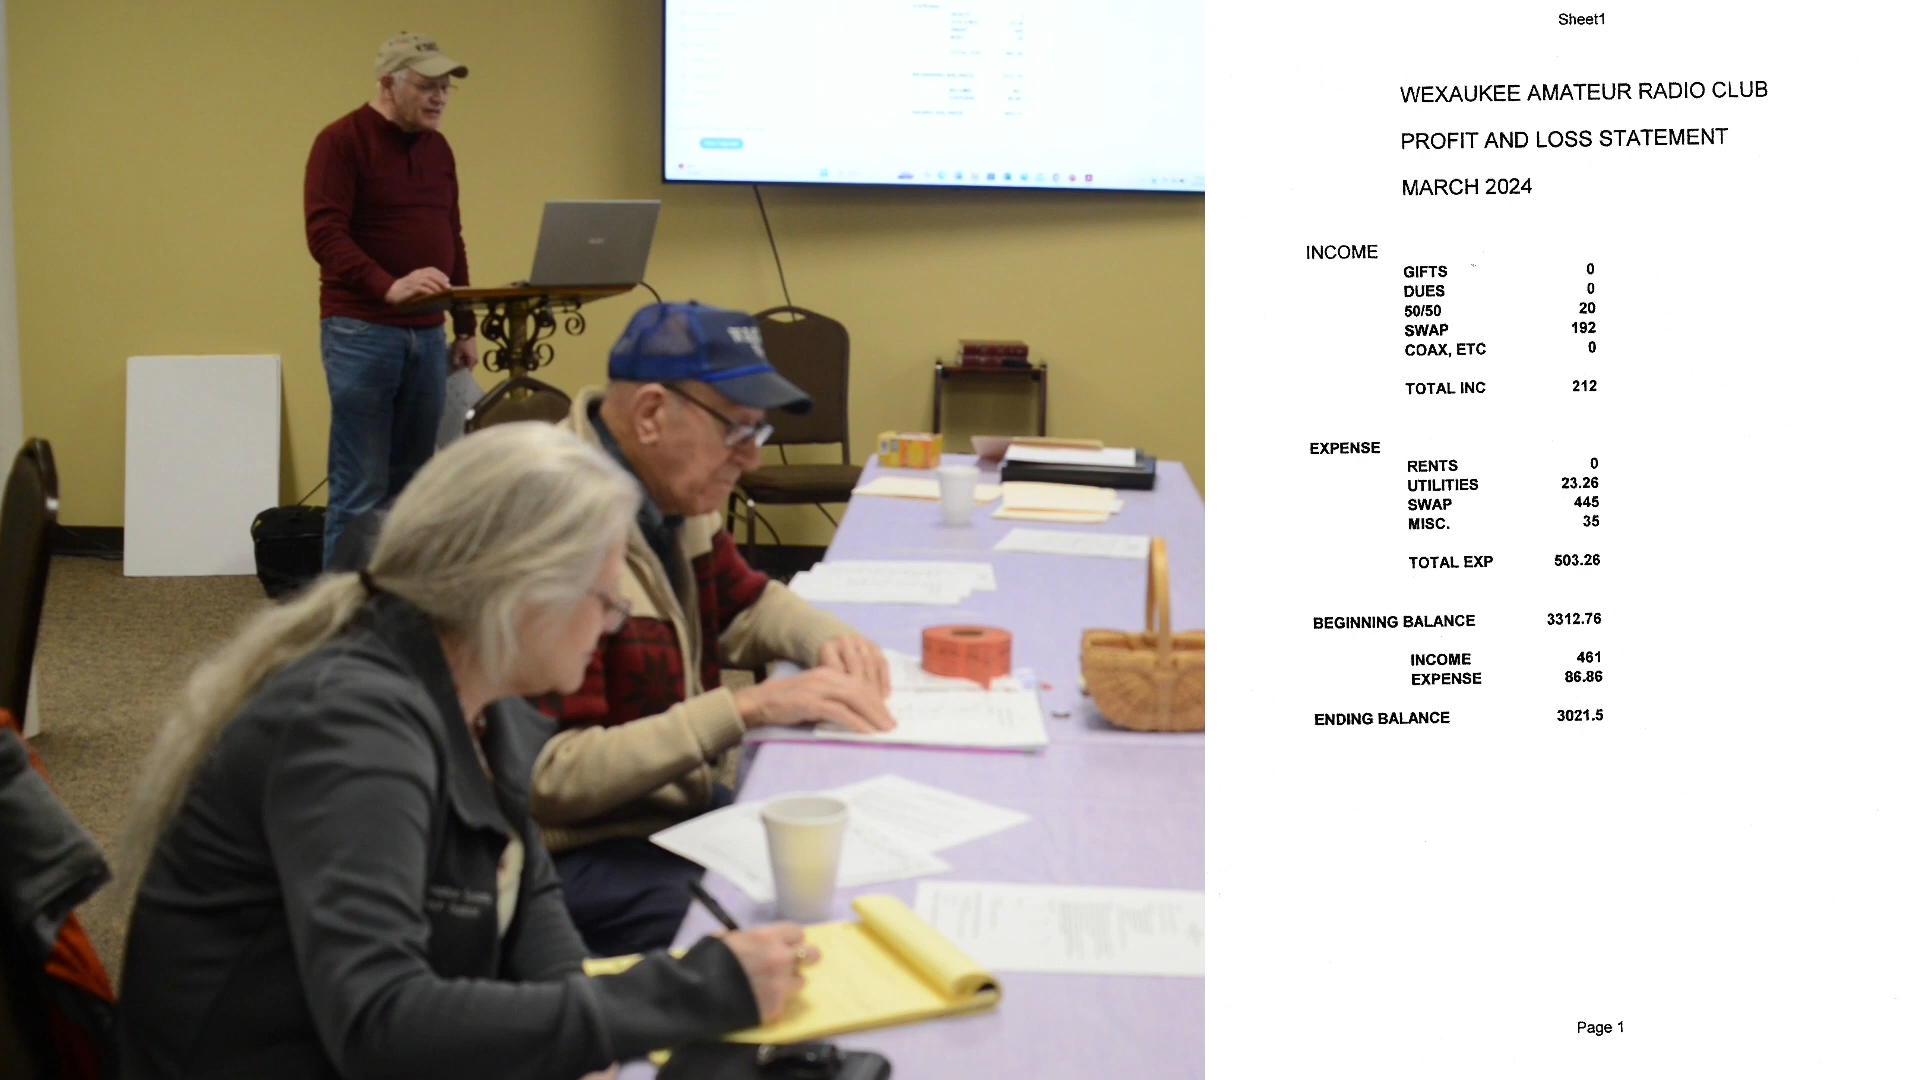 Sheet1
WEXAUKEE AMATEUR RADIO CLUB
PROFIT AND LOSS STATEMENT
MARCH 2024
INCOME
GIFTS 0
DUES 0
50/50 20
SWAP 192
COAX, ETC 0
TOTAL INC 212
EXPENSE
RENTS 0
UTILITIES 23.26
SWAP 445
MISC. 35
TOTAL EXP 503.26
BEGINNING BALANCE 3312.76
INCOME 461
EXPENSE 86.86
ENDING BALANCE 3021.5
Page 1